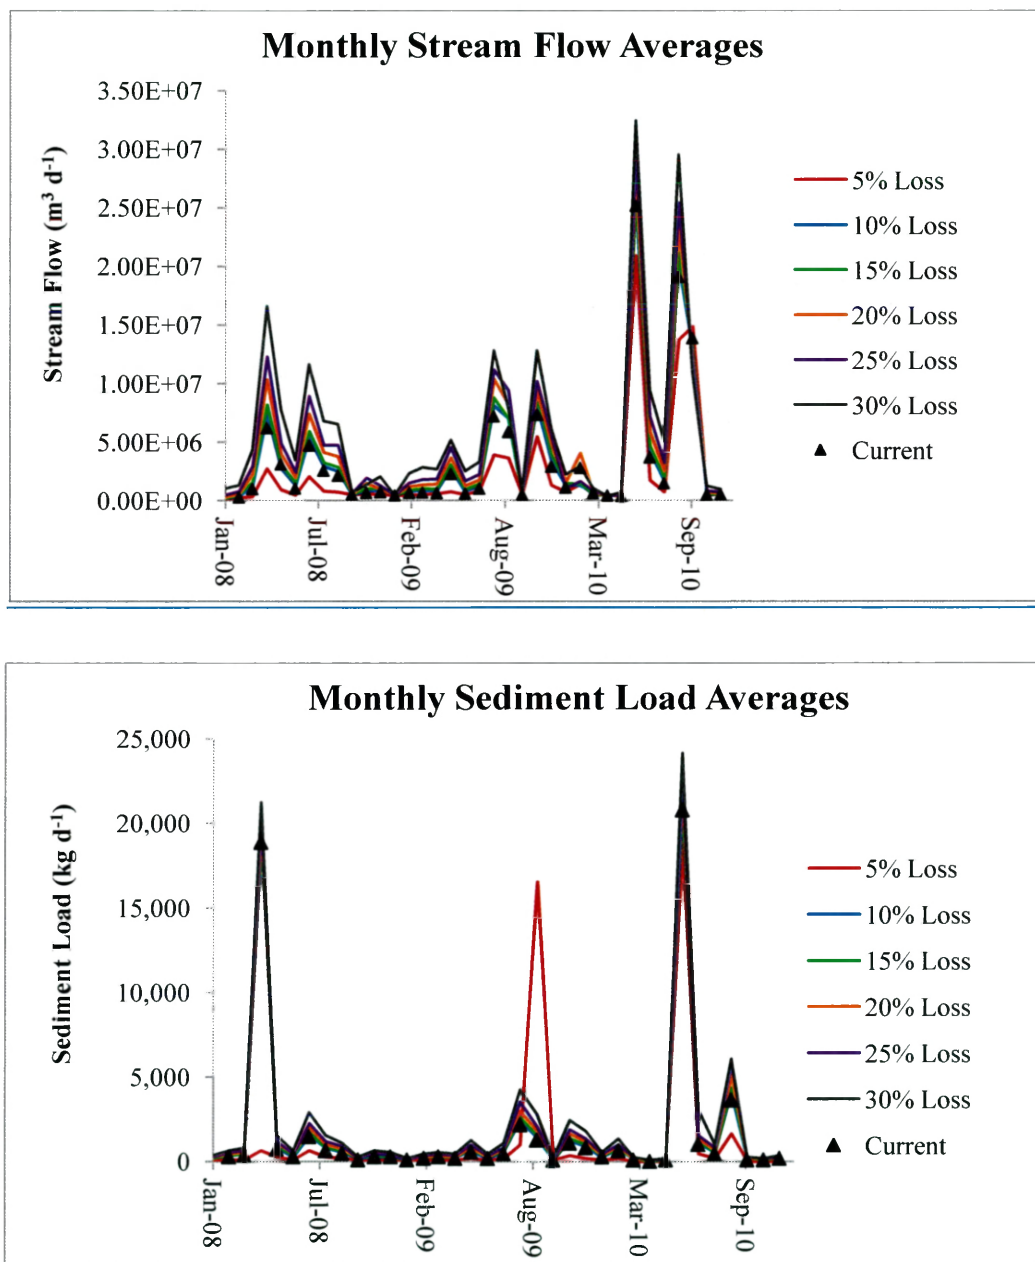 Monthly Stream Flow Averages
3.50E+07
3.00E+07
2.50E+07
2.00E+07
1.50E+07
1.00E+07
5.00E+06
0.00E+00
Stream Flow (m³ d⁻¹)
Jan-08
Jul-08
Feb-09
Aug-09
Mar-10
Sep-10
5% Loss
10% Loss
15% Loss
20% Loss
25% Loss
30% Loss
Current
Monthly Sediment Load Averages
25,000
20,000
15,000
10,000
5,000
0
Sediment Load (kg d⁻¹)
Jan-08
Jul-08
Feb-09
Aug-09
Mar-10
Sep-10
5% Loss
10% Loss
15% Loss
20% Loss
25% Loss
30% Loss
Current